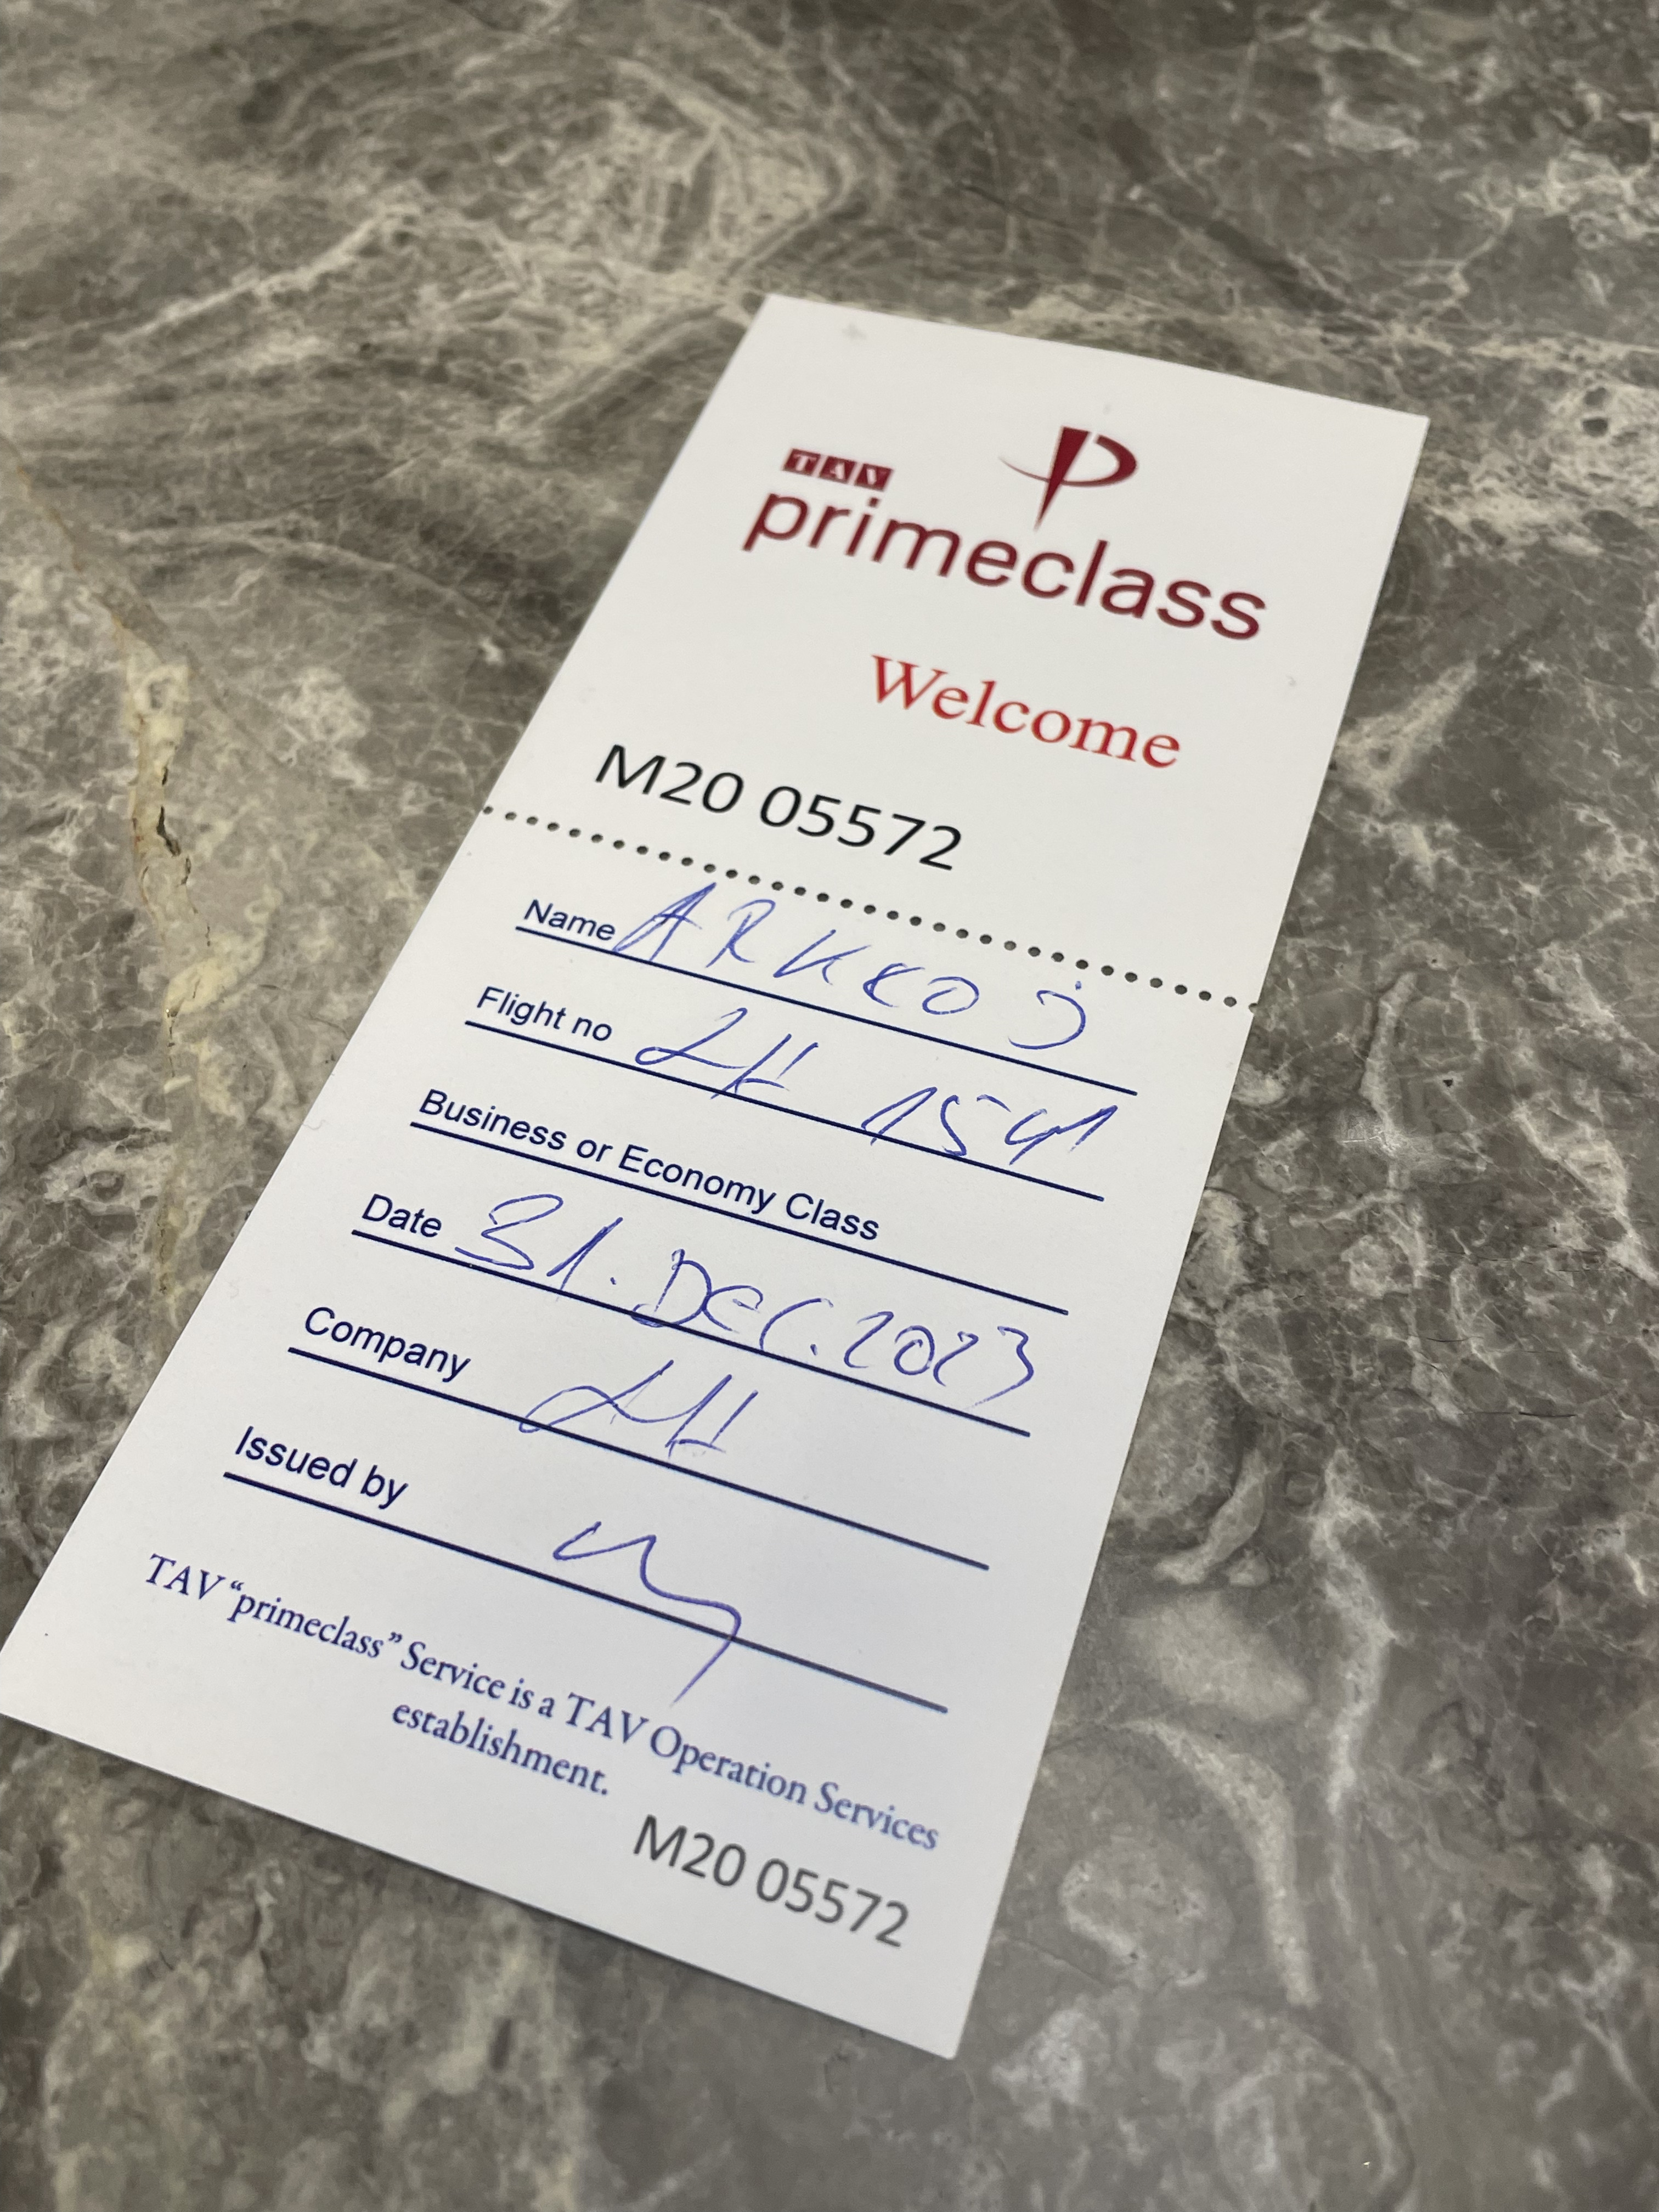 TAV
primeclass
Welcome
M20 05572
Name ARKKO J
Flight no LH 1541
Business or Economy Class
Date 31. Dec. 2023
Company LH
Issued by
TAV “primeclass” Service is a TAV Operation Services
establishment.
M20 05572